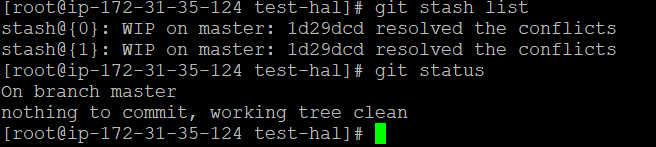 [root@ip-172-31-35-124 test-hal]# git stash list
stash@{0}: WIP on master: 1d29dcd resolved the conflicts
stash@{1}: WIP on master: 1d29dcd resolved the conflicts
[root@ip-172-31-35-124 test-hal]# git status
On branch master
nothing to commit, working tree clean
[root@ip-172-31-35-124 test-hal]#